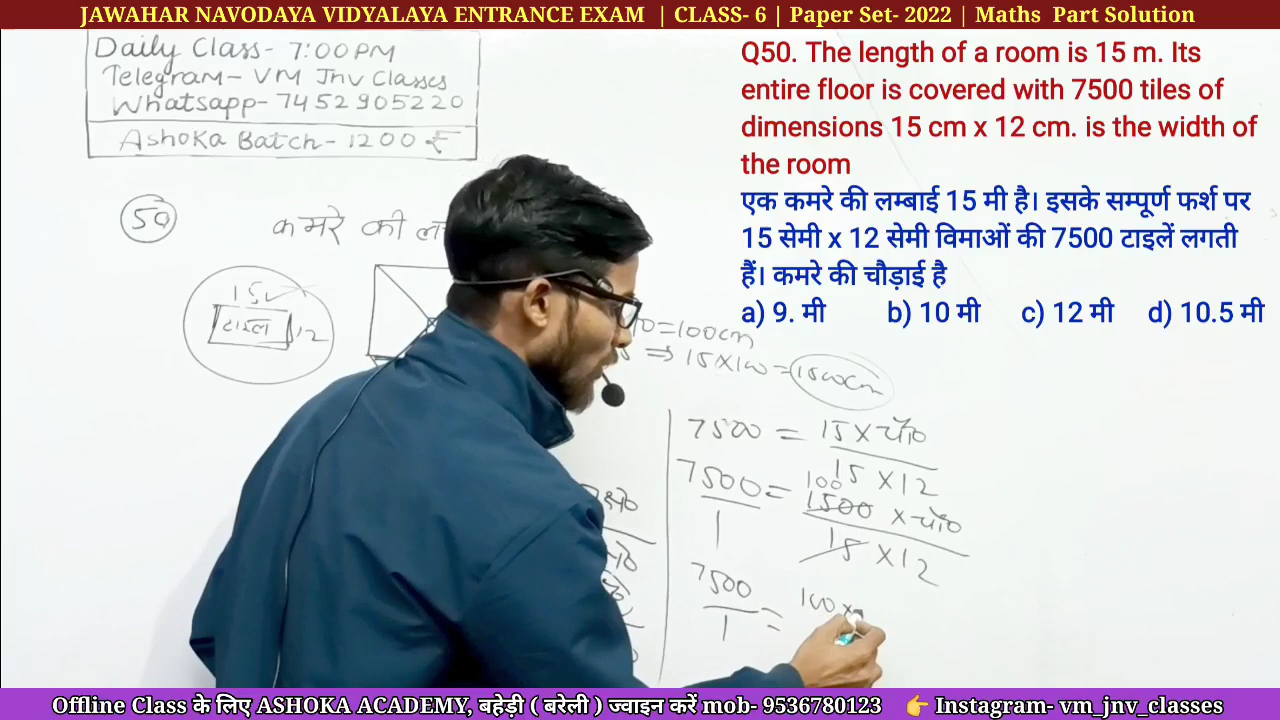 JAWAHAR NAVODAYA VIDYALAYA ENTRANCE EXAM | CLASS- 6 | Paper Set- 2022 | Maths Part Solution
Daily Class- 7:00PM
Telegram- VM Jnv Classes
Whatsapp- 7452905220
Ashoka Batch- 1200 ₹
Q50. The length of a room is 15 m. Its
entire floor is covered with 7500 tiles of
dimensions 15 cm x 12 cm. is the width of
the room
एक कमरे की लम्बाई 15 मी है। इसके सम्पूर्ण फर्श पर
15 सेमी x 12 सेमी विमाओं की 7500 टाइलें लगती
हैं। कमरे की चौड़ाई है
a) 9. मी b) 10 मी c) 12 मी d) 10.5 मी
50
कमरे की
15
टाइल 12
=100cm
⇒ 15X100 = 1500cm
7500 = 15 X चौ०
15 X 12
100
7500 = 1500 X चौ०
1 15 X 12
7500 = 100 X
1
Offline Class के लिए ASHOKA ACADEMY, बहेड़ी ( बरेली ) ज्वाइन करें mob- 9536780123 👉 Instagram- vm_jnv_classes